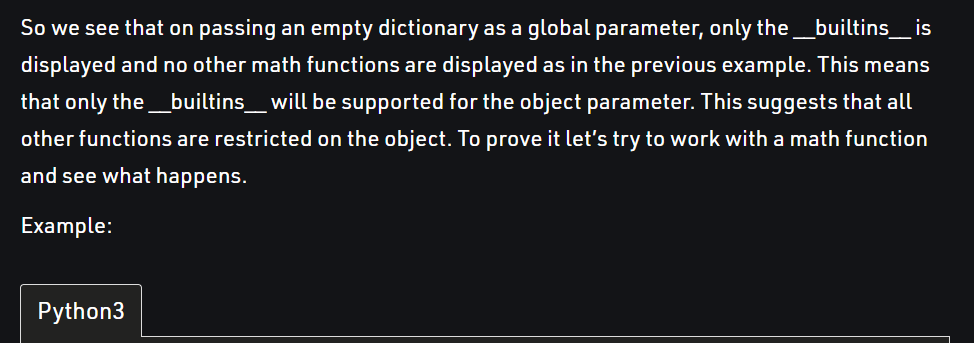 So we see that on passing an empty dictionary as a global parameter, only the __builtins__ is
displayed and no other math functions are displayed as in the previous example. This means
that only the __builtins__ will be supported for the object parameter. This suggests that all
other functions are restricted on the object. To prove it let’s try to work with a math function
and see what happens.
Example:
Python3